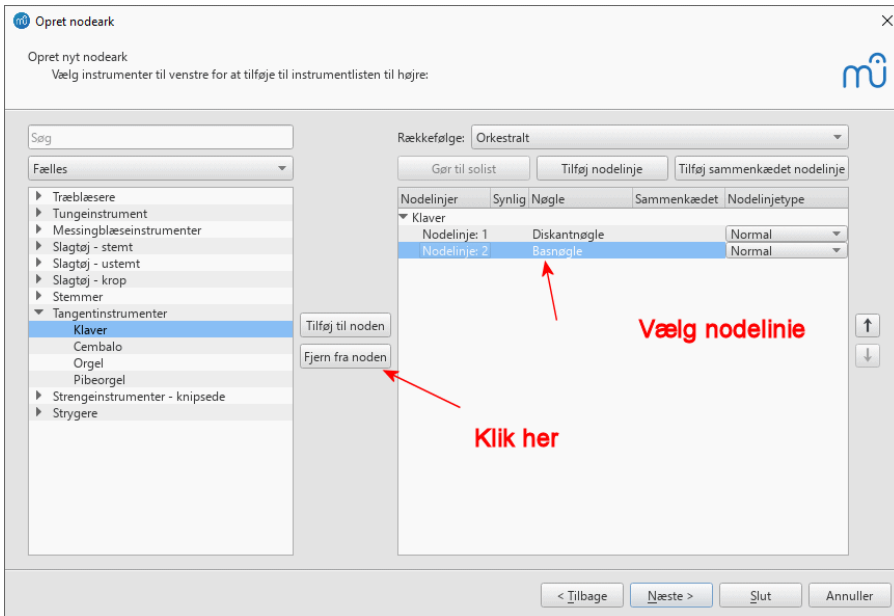 Opret nodeark
Opret nyt nodeark
Vælg instrumenter til venstre for at tilføje til instrumentlisten til højre:
mu
Søg
Fælles
Træblæsere
Tungeinstrument
Messingblæseinstrumenter
Slagtøj - stemt
Slagtøj - ustemt
Slagtøj - krop
Stemmer
Tangentinstrumenter
Klaver
Cembalo
Orgel
Pibeorgel
Strengeinstrumenter - knipsede
Strygere
Tilføj til noden
Fjern fra noden
Klik her
Rækkefølge: Orkestralt
Gør til solist Tilføj nodelinje Tilføj sammenkædet nodelinje
Nodelinjer Synlig Nøgle Sammenkædet Nodelinjetype
Klaver
Nodelinje: 1 Diskantnøgle Normal
Nodelinje: 2 Basnøgle Normal
Vælg nodelinie
< Tilbage Næste > Slut Annuller